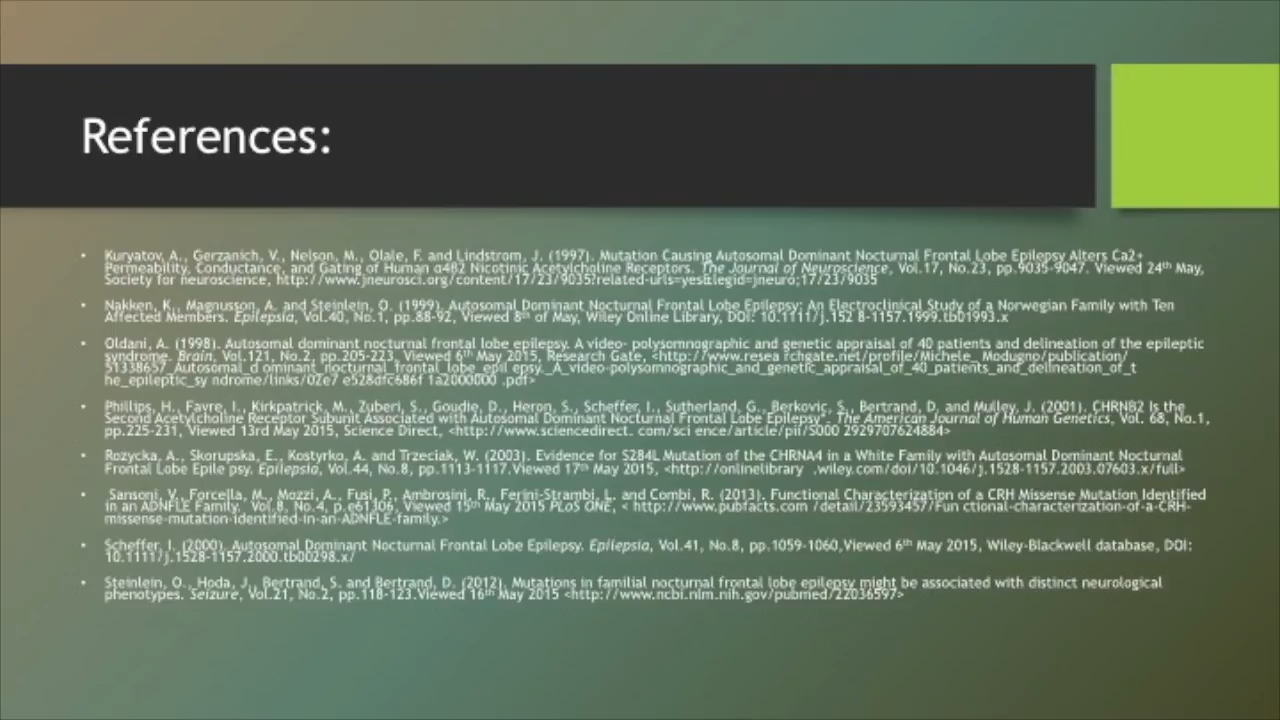 References:
• Kuryatov, A., Gerzanich, V., Nelson, M., Olale, F. and Lindstrom, J. (1997). Mutation Causing Autosomal Dominant Nocturnal Frontal Lobe Epilepsy Alters Ca2+
Permeability, Conductance, and Gating of Human α4β2 Nicotinic Acetylcholine Receptors. The Journal of Neuroscience, Vol.17, No.23, pp.9035-9047. Viewed 24th May,
Society for neuroscience, http://www.jneurosci.org/content/17/23/9035?related-urls=yes&legid=jneuro;17/23/9035
• Nakken, K., Magnusson, A. and Steinlein, O. (1999). Autosomal Dominant Nocturnal Frontal Lobe Epilepsy: An Electroclinical Study of a Norwegian Family with Ten
Affected Members. Epilepsia, Vol.40, No.1, pp.88-92, Viewed 8th of May, Wiley Online Library, DOI: 10.1111/j.152 8-1157.1999.tb01993.x
• Oldani, A. (1998). Autosomal dominant nocturnal frontal lobe epilepsy. A video- polysomnographic and genetic appraisal of 40 patients and delineation of the epileptic
syndrome. Brain, Vol.121, No.2, pp.205-223, Viewed 6th May 2015, Research Gate, <http://www.resea rchgate.net/profile/Michele_ Modugno/publication/
51338657_Autosomal_d ominant_nocturnal_frontal_lobe_epil epsy._A_video-polysomnographic_and_genetic_appraisal_of_40_patients_and_delineation_of_t
he_epileptic_sy ndrome/links/02e7 e528dfc686f 1a2000000 .pdf>
• Phillips, H., Favre, I., Kirkpatrick, M., Zuberi, S., Goudie, D., Heron, S., Scheffer, I., Sutherland, G., Berkovic, S., Bertrand, D. and Mulley, J. (2001). CHRNB2 Is the
Second Acetylcholine Receptor Subunit Associated with Autosomal Dominant Nocturnal Frontal Lobe Epilepsy*. The American Journal of Human Genetics, Vol. 68, No.1,
pp.225-231, Viewed 13rd May 2015, Science Direct, <http://www.sciencedirect. com/sci ence/article/pii/S000 2929707624884>
• Rozycka, A., Skorupska, E., Kostyrko, A. and Trzeciak, W. (2003). Evidence for S284L Mutation of the CHRNA4 in a White Family with Autosomal Dominant Nocturnal
Frontal Lobe Epile psy. Epilepsia, Vol.44, No.8, pp.1113-1117.Viewed 17th May 2015, <http://onlinelibrary .wiley.com/doi/10.1046/j.1528-1157.2003.07603.x/full>
• Sansoni, V., Forcella, M., Mozzi, A., Fusi, P., Ambrosini, R., Ferini-Strambi, L. and Combi, R. (2013). Functional Characterization of a CRH Missense Mutation Identified
in an ADNFLE Family. Vol.8, No.4, p.e61306, Viewed 15th May 2015 PLoS ONE, < http://www.pubfacts.com /detail/23593457/Fun ctional-characterization-of-a-CRH-
missense-mutation-identified-in-an-ADNFLE-family.>
• Scheffer, I. (2000). Autosomal Dominant Nocturnal Frontal Lobe Epilepsy. Epilepsia, Vol.41, No.8, pp.1059-1060,Viewed 6th May 2015, Wiley-Blackwell database, DOI:
10.1111/j.1528-1157.2000.tb00298.x/
• Steinlein, O., Hoda, J., Bertrand, S. and Bertrand, D. (2012). Mutations in familial nocturnal frontal lobe epilepsy might be associated with distinct neurological
phenotypes. Seizure, Vol.21, No.2, pp.118-123.Viewed 16th May 2015 <http://www.ncbi.nlm.nih.gov/pubmed/22036597>